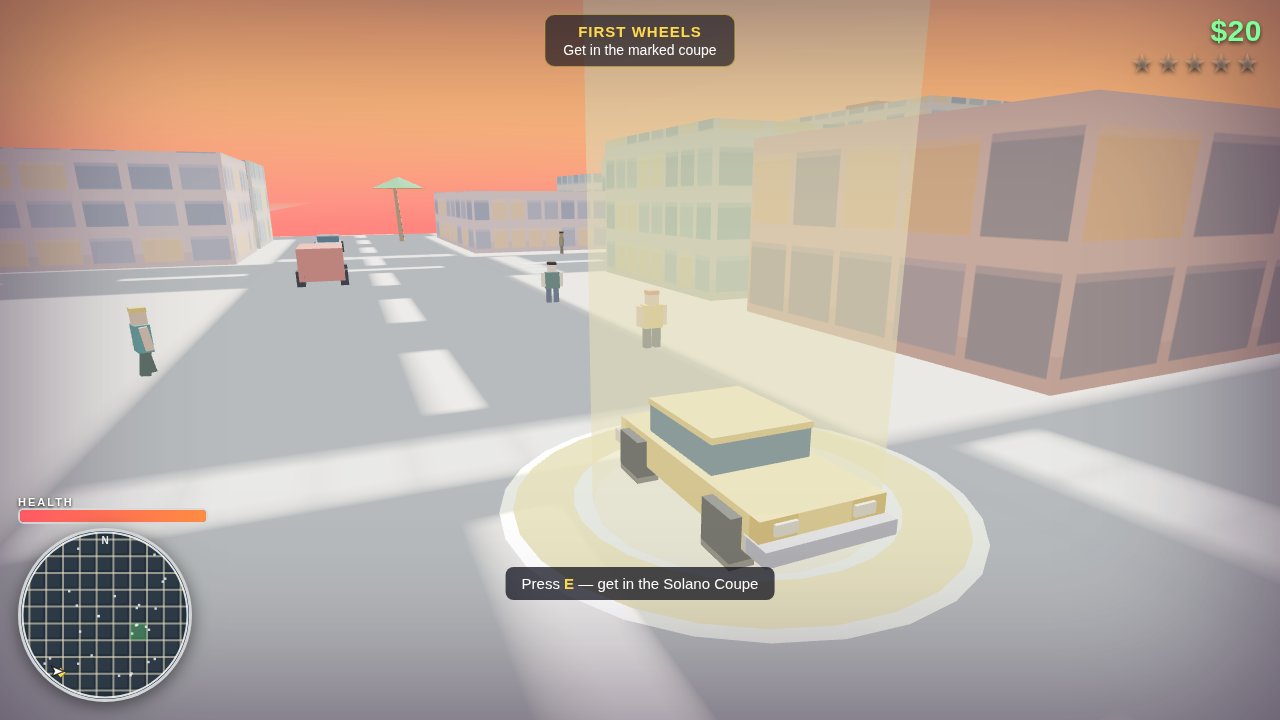 FIRST WHEELS
Get in the marked coupe
$20
HEALTH
N
Press E — get in the Solano Coupe